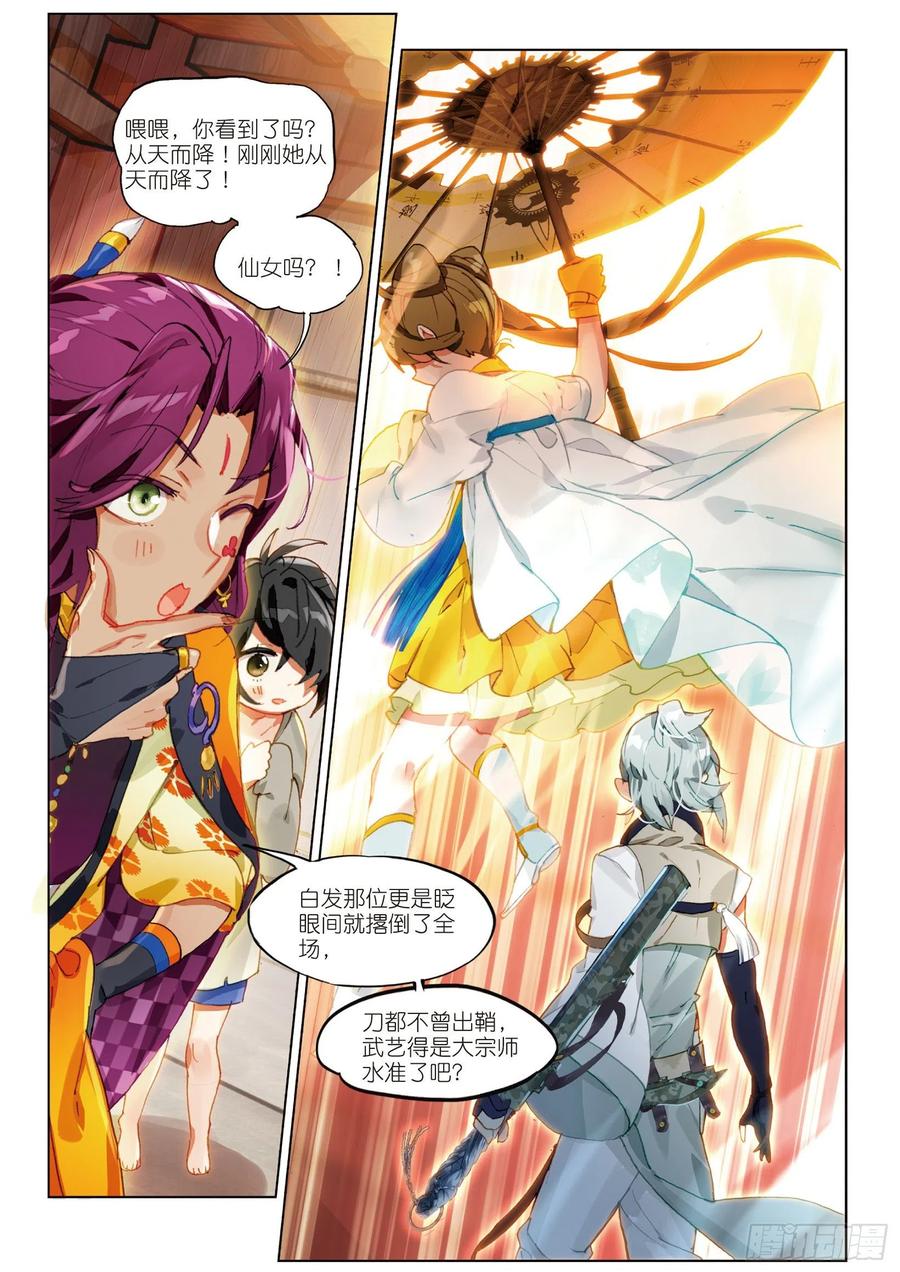 喂喂，你看到了吗？
从天而降！刚刚她从
天而降了！
仙女吗？！
白发那位更是眨
眼间就撂倒了全
场，
刀都不曾出鞘，
武艺得是大宗师
水准了吧？
腾讯动漫